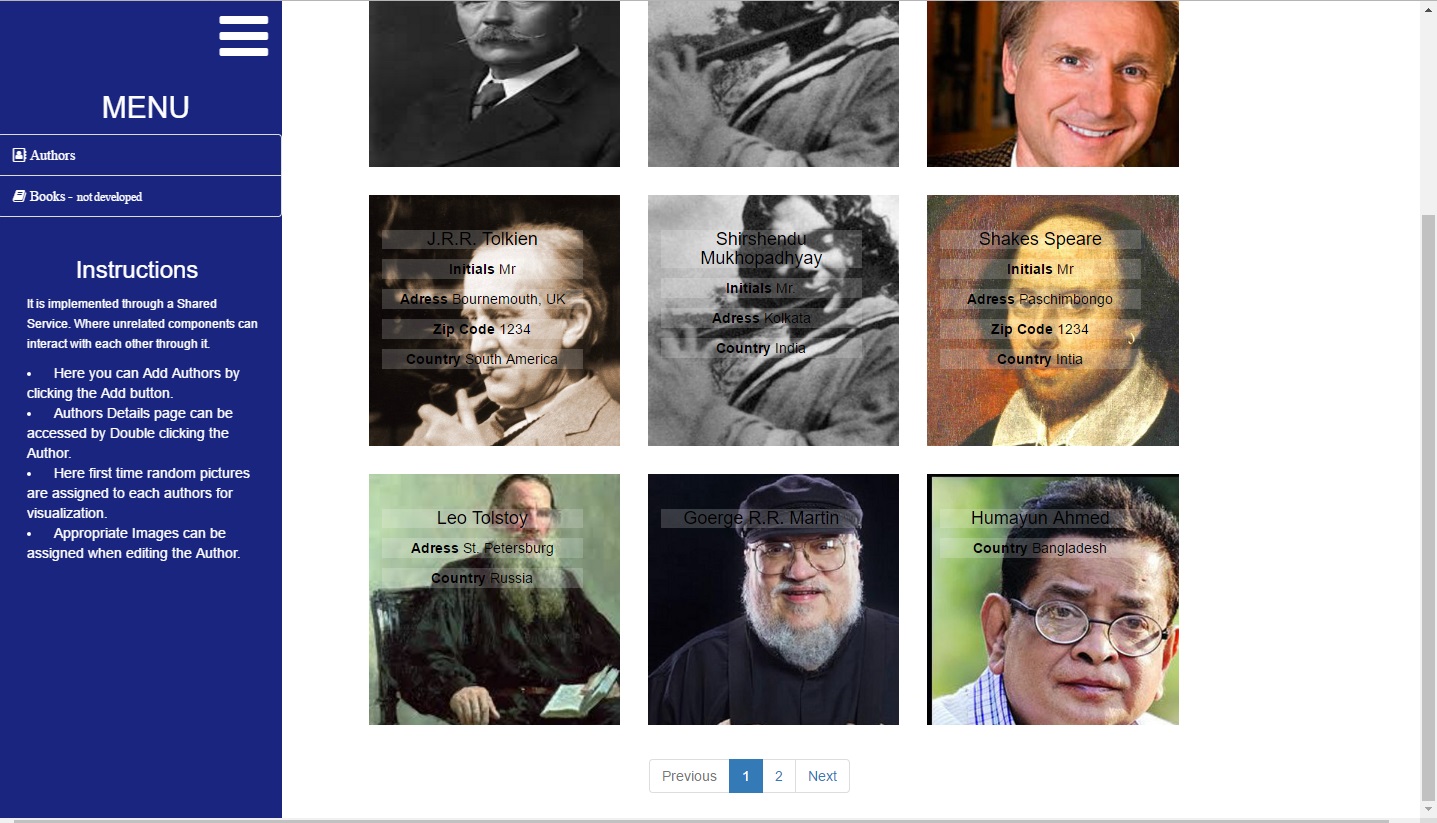 MENU
Authors
Books - not developed
Instructions
It is implemented through a Shared
Service. Where unrelated components can
interact with each other through it.
• Here you can Add Authors by
clicking the Add button.
• Authors Details page can be
accessed by Double clicking the
Author.
• Here first time random pictures
are assigned to each authors for
visualization.
• Appropriate Images can be
assigned when editing the Author.
J.R.R. Tolkien
Initials Mr
Adress Bournemouth, UK
Zip Code 1234
Country South America
Shirshendu
Mukhopadhyay
Initials Mr.
Adress Kolkata
Country India
Shakes Speare
Initials Mr
Adress Paschimbongo
Zip Code 1234
Country Intia
Leo Tolstoy
Adress St. Petersburg
Country Russia
Goerge R.R. Martin
Humayun Ahmed
Country Bangladesh
Previous 1 2 Next